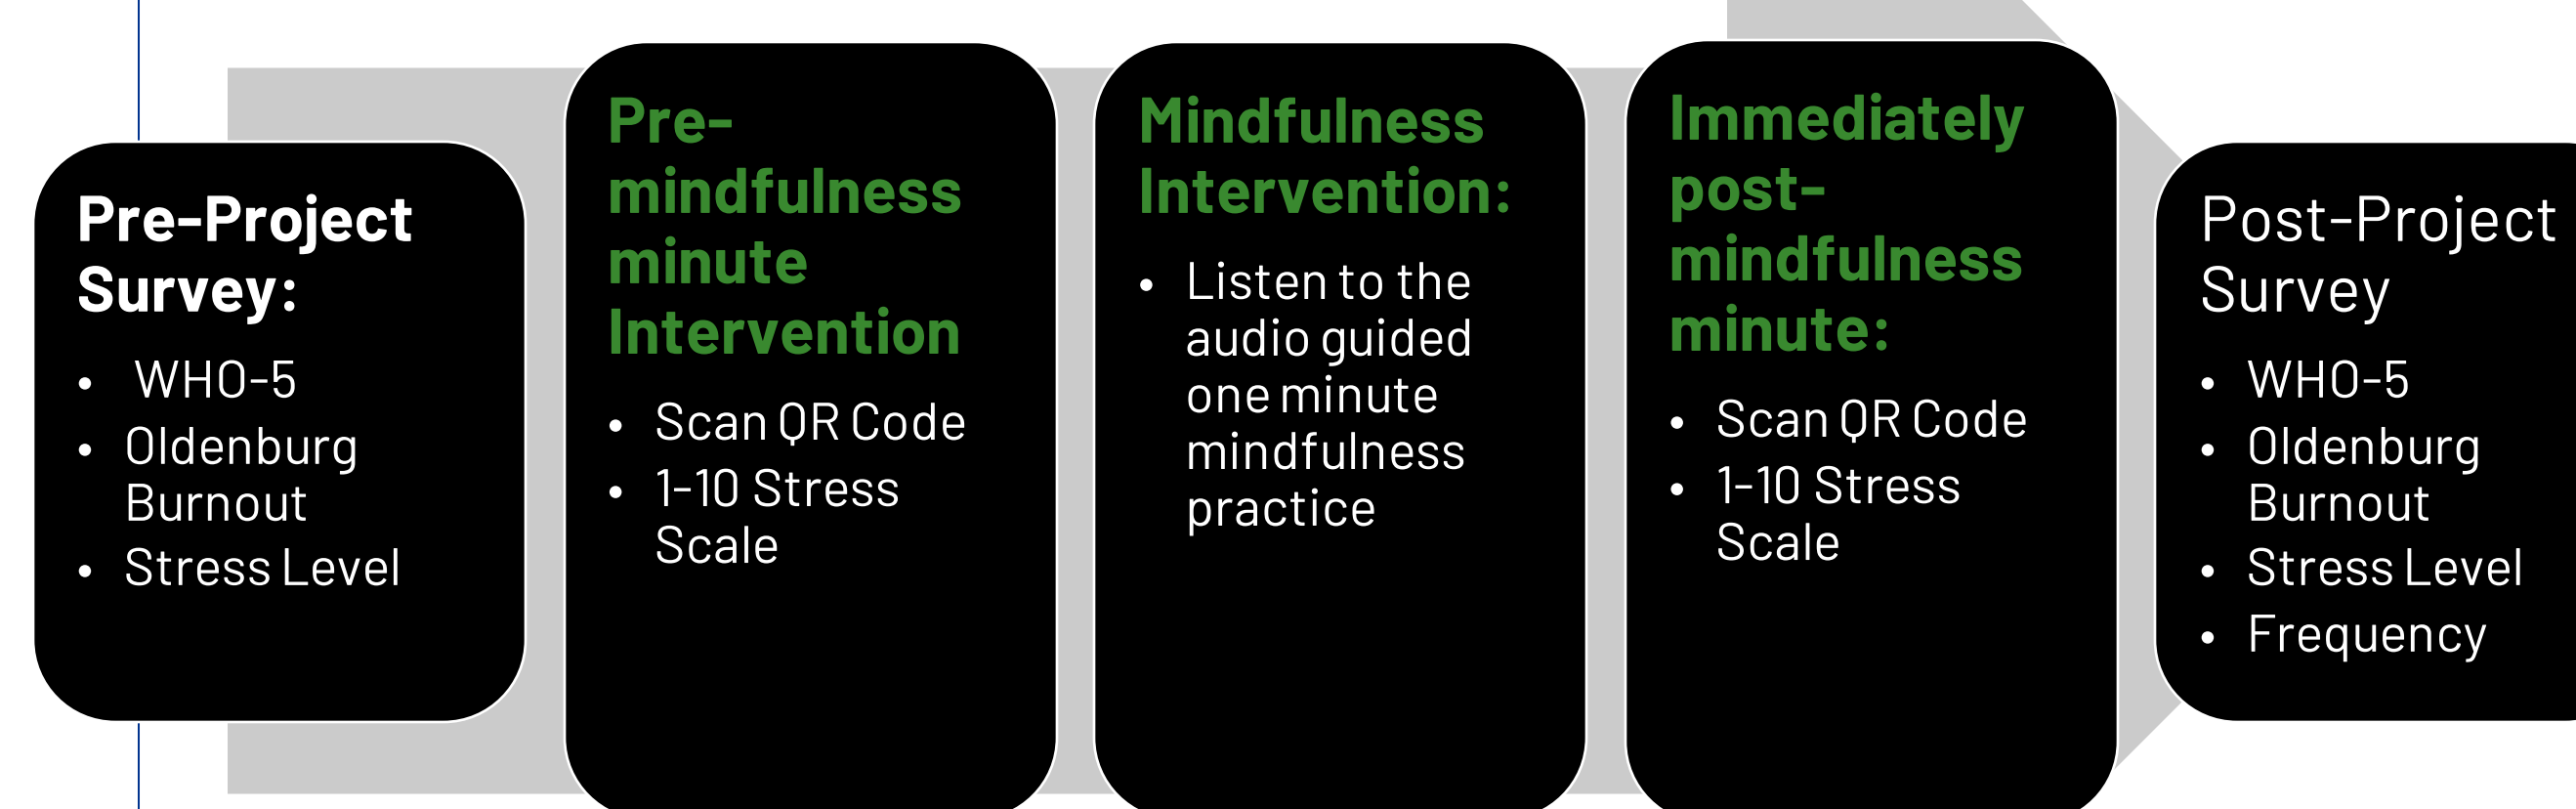 Pre-Project
Survey:
• WHO-5
• Oldenburg
Burnout
• Stress Level
Pre-
mindfulness
minute
Intervention
• Scan QR Code
• 1-10 Stress
Scale
Mindfulness
Intervention:
• Listen to the
audio guided
one minute
mindfulness
practice
Immediately
post-
mindfulness
minute:
• Scan QR Code
• 1-10 Stress
Scale
Post-Project
Survey
• WHO-5
• Oldenburg
Burnout
• Stress Level
• Frequency